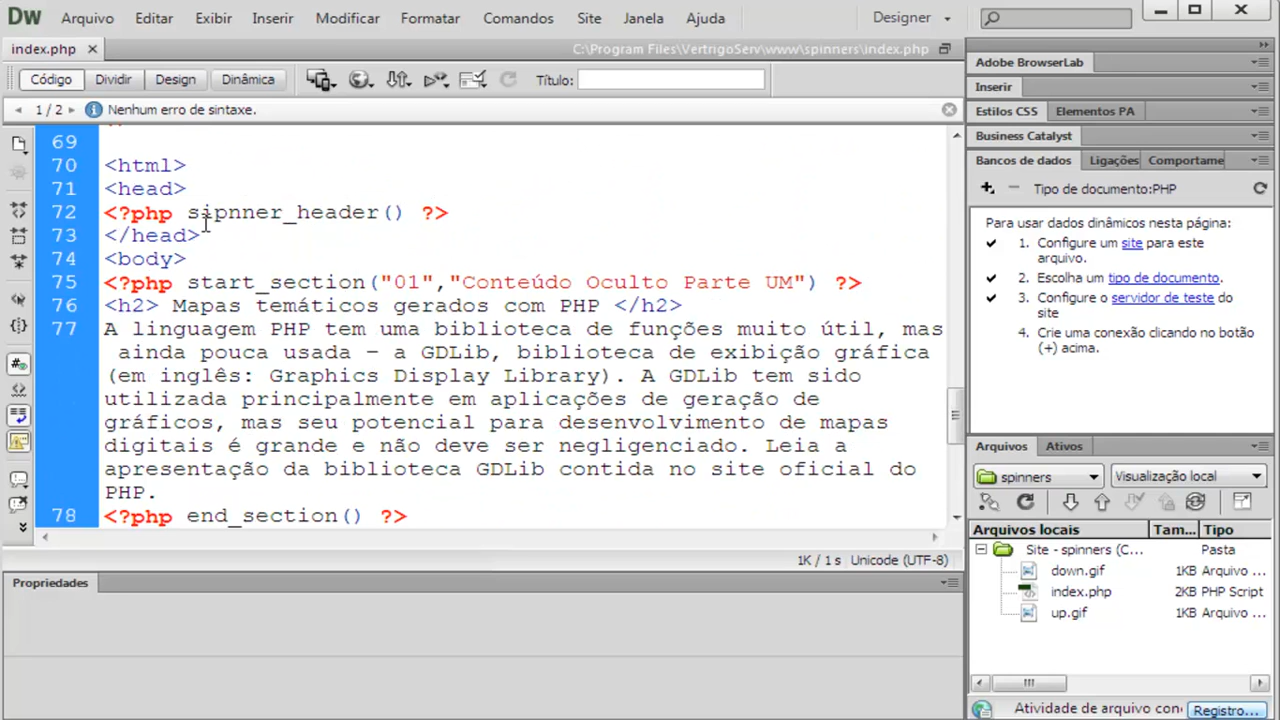 Dw Arquivo Editar Exibir Inserir Modificar Formatar Comandos Site Janela Ajuda Designer
index.php C:\Program Files\VertrigoServ\www\spinners\index.php
Código Dividir Design Dinâmica Título:
1 / 2 Nenhum erro de sintaxe.
69
70 <html>
71 <head>
72 <?php sipnner_header() ?>
73 </head>
74 <body>
75 <?php start_section("01","Conteúdo Oculto Parte UM") ?>
76 <h2> Mapas temáticos gerados com PHP </h2>
77 A linguagem PHP tem uma biblioteca de funções muito útil, mas
ainda pouca usada – a GDLib, biblioteca de exibição gráfica
(em inglês: Graphics Display Library). A GDLib tem sido
utilizada principalmente em aplicações de geração de
gráficos, mas seu potencial para desenvolvimento de mapas
digitais é grande e não deve ser negligenciado. Leia a
apresentação da biblioteca GDLib contida no site oficial do
PHP.
78 <?php end_section() ?>
1K / 1 s Unicode (UTF-8)
Propriedades
Adobe BrowserLab
Inserir
Estilos CSS Elementos PA
Business Catalyst
Bancos de dados Ligações Comportame
Tipo de documento:PHP
Para usar dados dinâmicos nesta página:
1. Configure um site para este
arquivo.
2. Escolha um tipo de documento.
3. Configure o servidor de teste do
site
4. Crie uma conexão clicando no botão
(+) acima.
Arquivos Ativos
spinners Visualização local
Arquivos locais Tam... Tipo
Site - spinners (C... Pasta
down.gif 1KB Arquivo ...
index.php 2KB PHP Script
up.gif 1KB Arquivo ...
Atividade de arquivo con Registro...